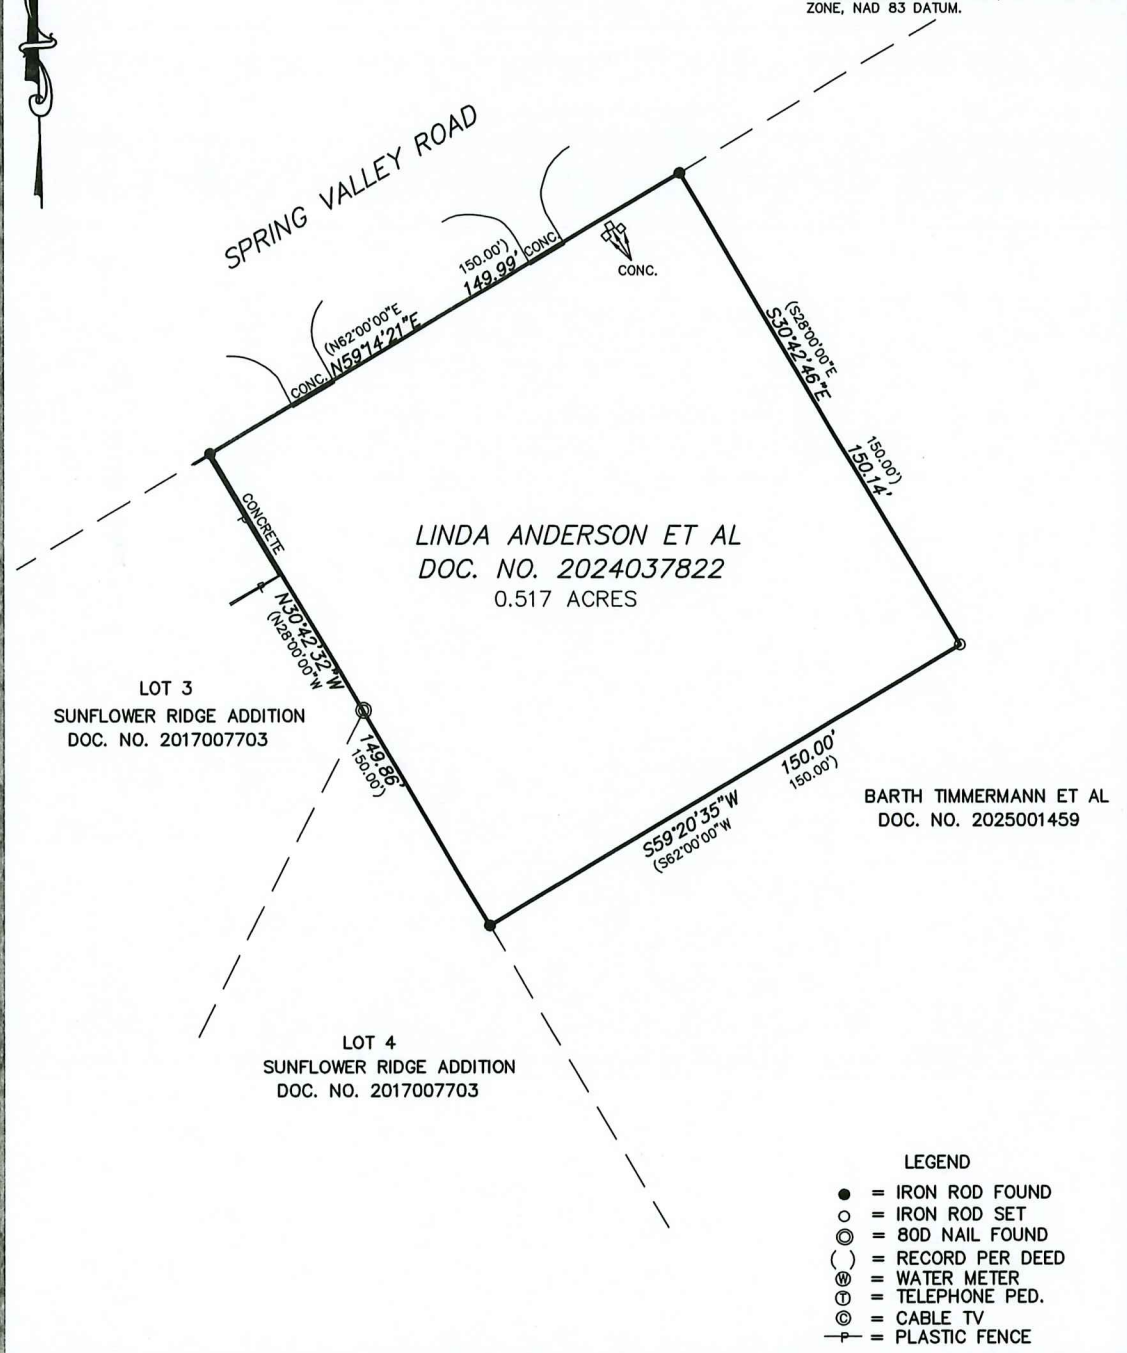 ZONE, NAD 83 DATUM.
SPRING VALLEY ROAD
150.00')
149.99'
CONC.
CONC.
(N62°00'00"E
N59°14'21"E
CONC.
(S28°00'00"E
S30°42'46"E
150.00')
150.14'
CONCRETE
P
P
LINDA ANDERSON ET AL
DOC. NO. 2024037822
0.517 ACRES
N30°42'32"W
(N28°00'00"W
149.86'
150.00')
LOT 3
SUNFLOWER RIDGE ADDITION
DOC. NO. 2017007703
150.00'
150.00')
S59°20'35"W
(S62°00'00"W
BARTH TIMMERMANN ET AL
DOC. NO. 2025001459
LOT 4
SUNFLOWER RIDGE ADDITION
DOC. NO. 2017007703
LEGEND
= IRON ROD FOUND
= IRON ROD SET
= 80D NAIL FOUND
( ) = RECORD PER DEED
W = WATER METER
T = TELEPHONE PED.
C = CABLE TV
P = PLASTIC FENCE